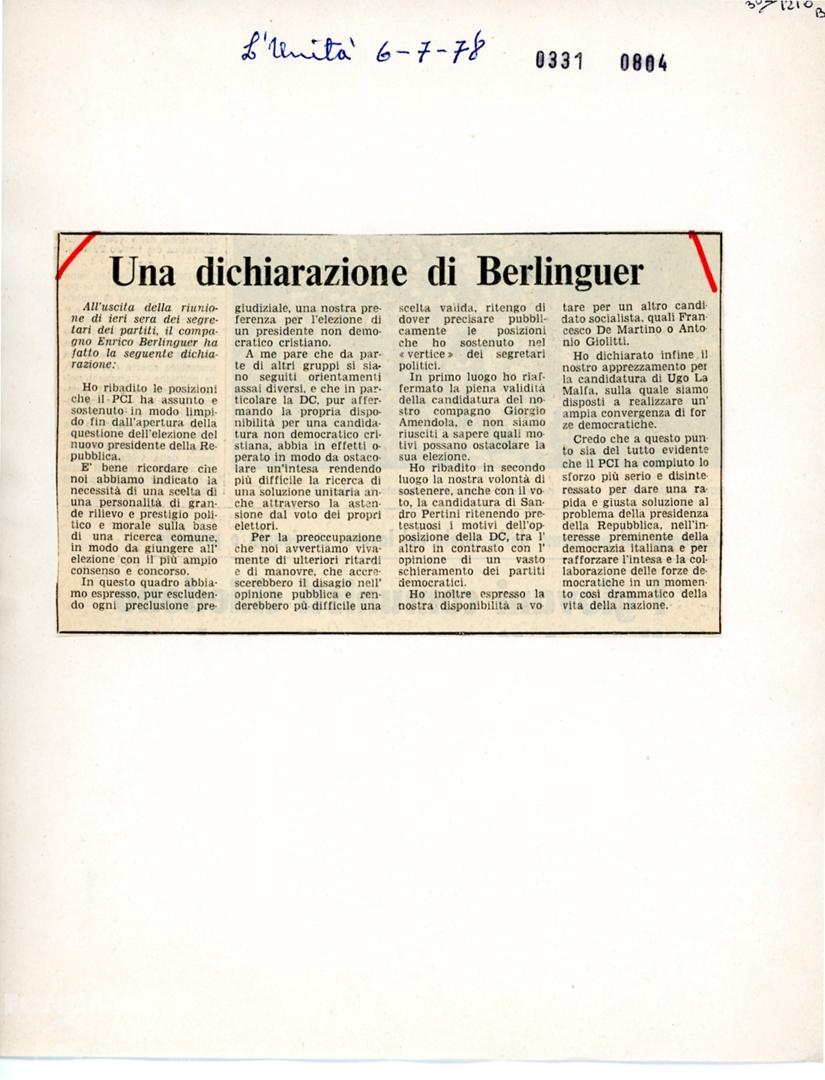 L'Unità 6-7-78
0331 0804
Una dichiarazione di Berlinguer
All'uscita della riunio-
ne di ieri sera dei segre-
tari dei partiti, il compa-
gno Enrico Berlinguer ha
fatto la seguente dichia-
razione:
Ho ribadito le posizioni
che il PCI ha assunto e
sostenuto in modo limpi-
do fin dall'apertura della
questione dell'elezione del
nuovo presidente della Re-
pubblica.
E' bene ricordare che
noi abbiamo indicato la
necessità di una scelta di
una personalità di gran-
de rilievo e prestigio poli-
tico e morale sulla base
di una ricerca comune,
in modo da giungere all'
elezione con il più ampio
consenso e concorso.
In questo quadro abbia-
mo espresso, pur escluden-
do ogni preclusione pre-
giudiziale, una nostra pre-
ferenza per l'elezione di
un presidente non demo-
cratico cristiano.
A me pare che da par-
te di altri gruppi si sia-
no seguiti orientamenti
assai diversi, e che in par-
ticolare la DC, pur affer-
mando la propria dispo-
nibilità per una candida-
tura non democratico cri-
stiana, abbia in effetti o-
perato in modo da ostaco-
lare un'intesa rendendo
più difficile la ricerca di
una soluzione unitaria an-
che attraverso la asten-
sione dal voto dei propri
elettori.
Per la preoccupazione
che noi avvertiamo viva-
mente di ulteriori ritardi
e di manovre, che accre-
scerebbero il disagio nell'
opinione pubblica e ren-
derebbero pù difficile una
scelta valida, ritengo di
dover precisare pubbli-
camente le posizioni
che ho sostenuto nel
«vertice» dei segretari
politici.
In primo luogo ho riaf-
fermato la plena validità
della candidatura del no-
stro compagno Giorgio
Amendola, e non siamo
riusciti a sapere quali mo-
tivi possano ostacolare la
sua elezione.
Ho ribadito in secondo
luogo la nostra volontà di
sostenere, anche con il vo-
to, la candidatura di San-
dro Pertini ritenendo pre-
testuosi i motivi dell'op-
posizione della DC, tra l'
altro in contrasto con l'
opinione di un vasto
schieramento dei partiti
democratici.
Ho inoltre espresso la
nostra disponibilità a vo-
tare per un altro candi-
dato socialista, quali Fran-
cesco De Martino o Anto-
nio Giolitti.
Ho dichiarato infine il
nostro apprezzamento per
la candidatura di Ugo La
Malfa, sulla quale siamo
disposti a realizzare un'
ampia convergenza di for-
ze democratiche.
Credo che a questo pun-
to sia del tutto evidente
che il PCI ha compiuto lo
sforzo più serio e disinte-
ressato per dare una ra-
pida e giusta soluzione al
problema della presidenza
della Repubblica, nell'in-
teresse preminente della
democrazia italiana e per
rafforzare l'intesa e la col-
laborazione delle forze de-
mocratiche in un momen-
to così drammatico della
vita della nazione.